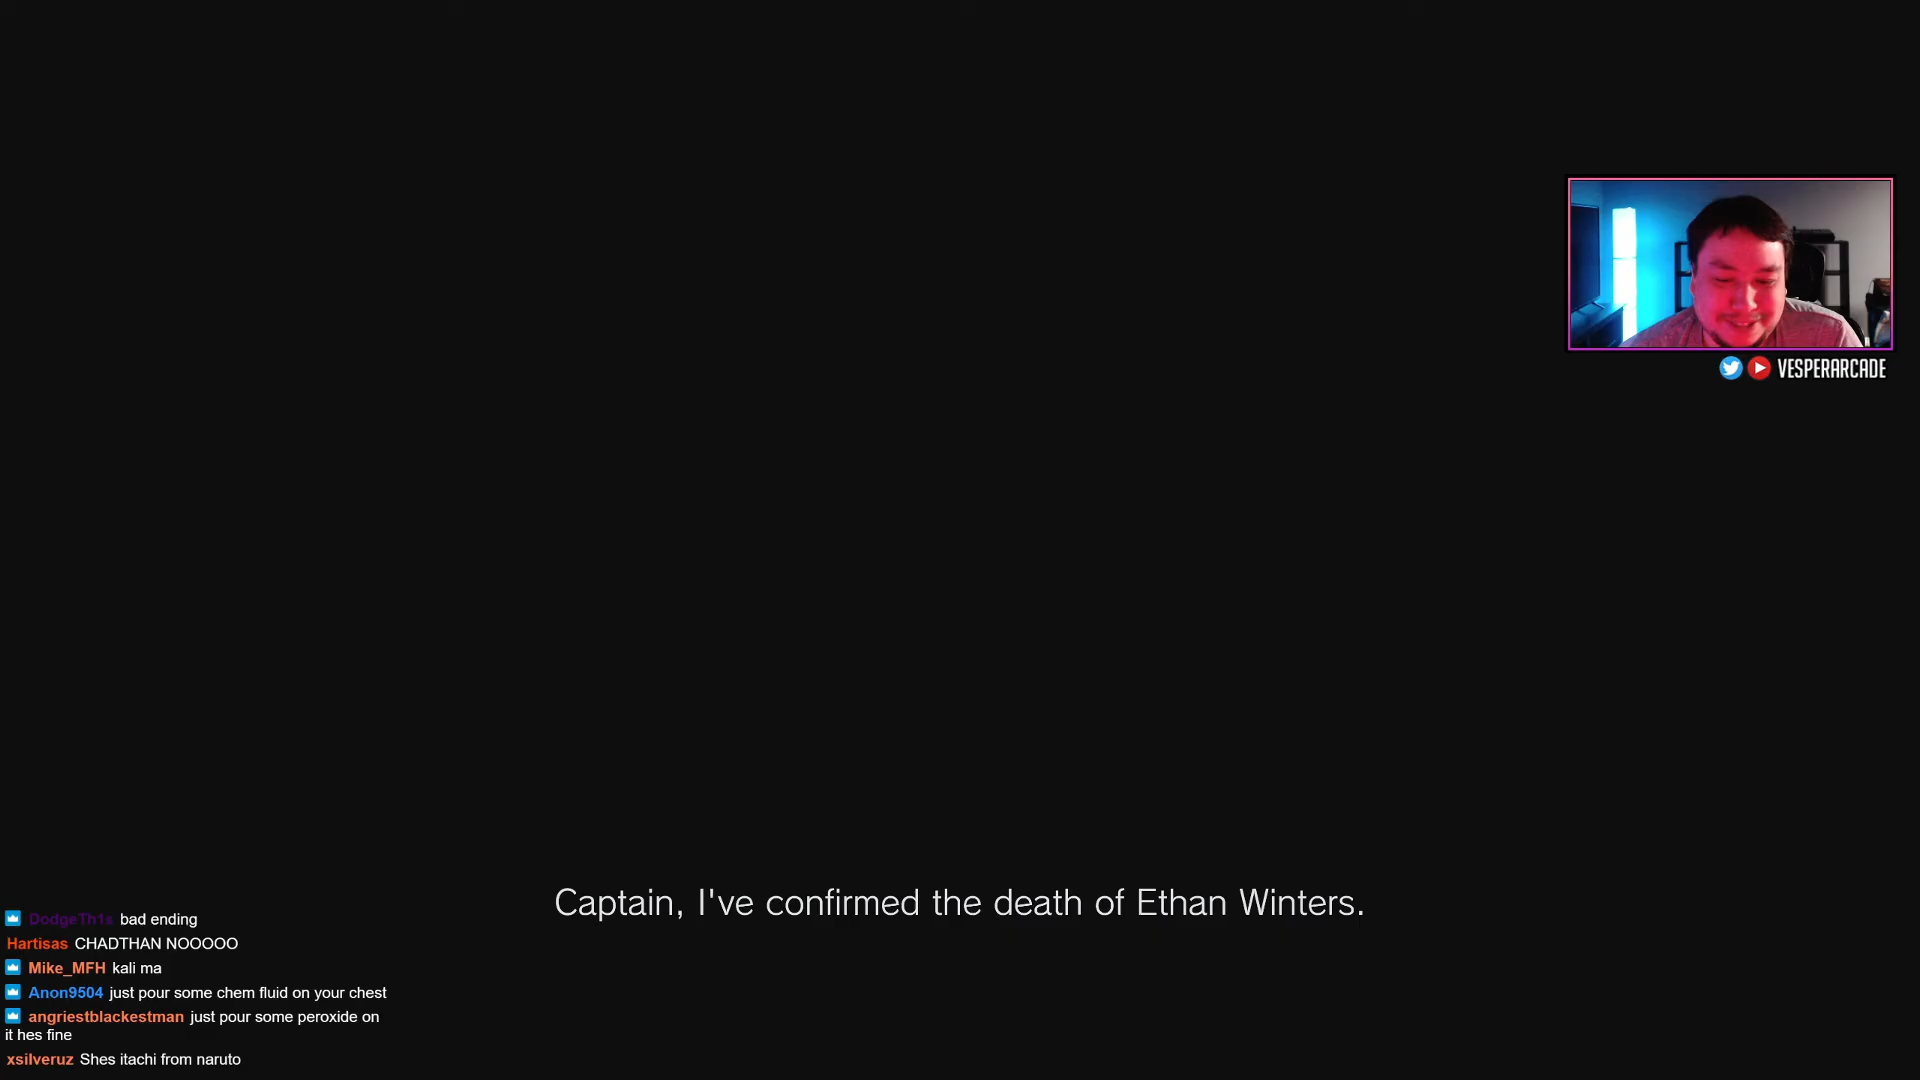 VESPERARCADE
Captain, I've confirmed the death of Ethan Winters.
DodgeTh1s bad ending
Hartisas CHADTHAN NOOOOO
Mike_MFH kali ma
Anon9504 just pour some chem fluid on your chest
angriestblackestman just pour some peroxide on
it hes fine
xsilveruz Shes itachi from naruto